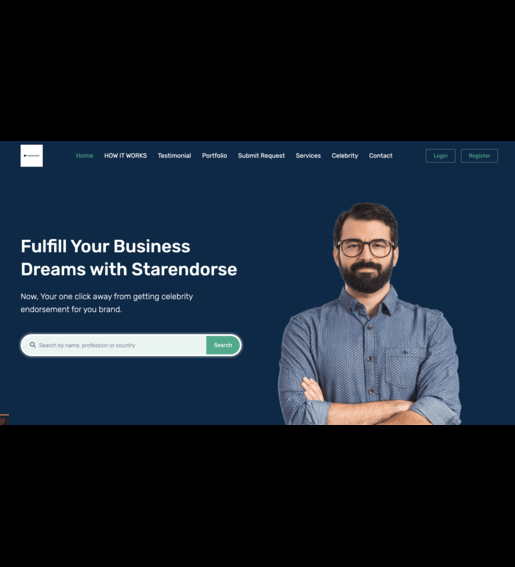 Home HOW IT WORKS Testimonial Portfolio Submit Request Services Celebrity Contact Login Register
Fulfill Your Business
Dreams with Starendorse
Now, Your one click away from getting celebrity
endorsement for you brand.
Search by name, profession or country Search